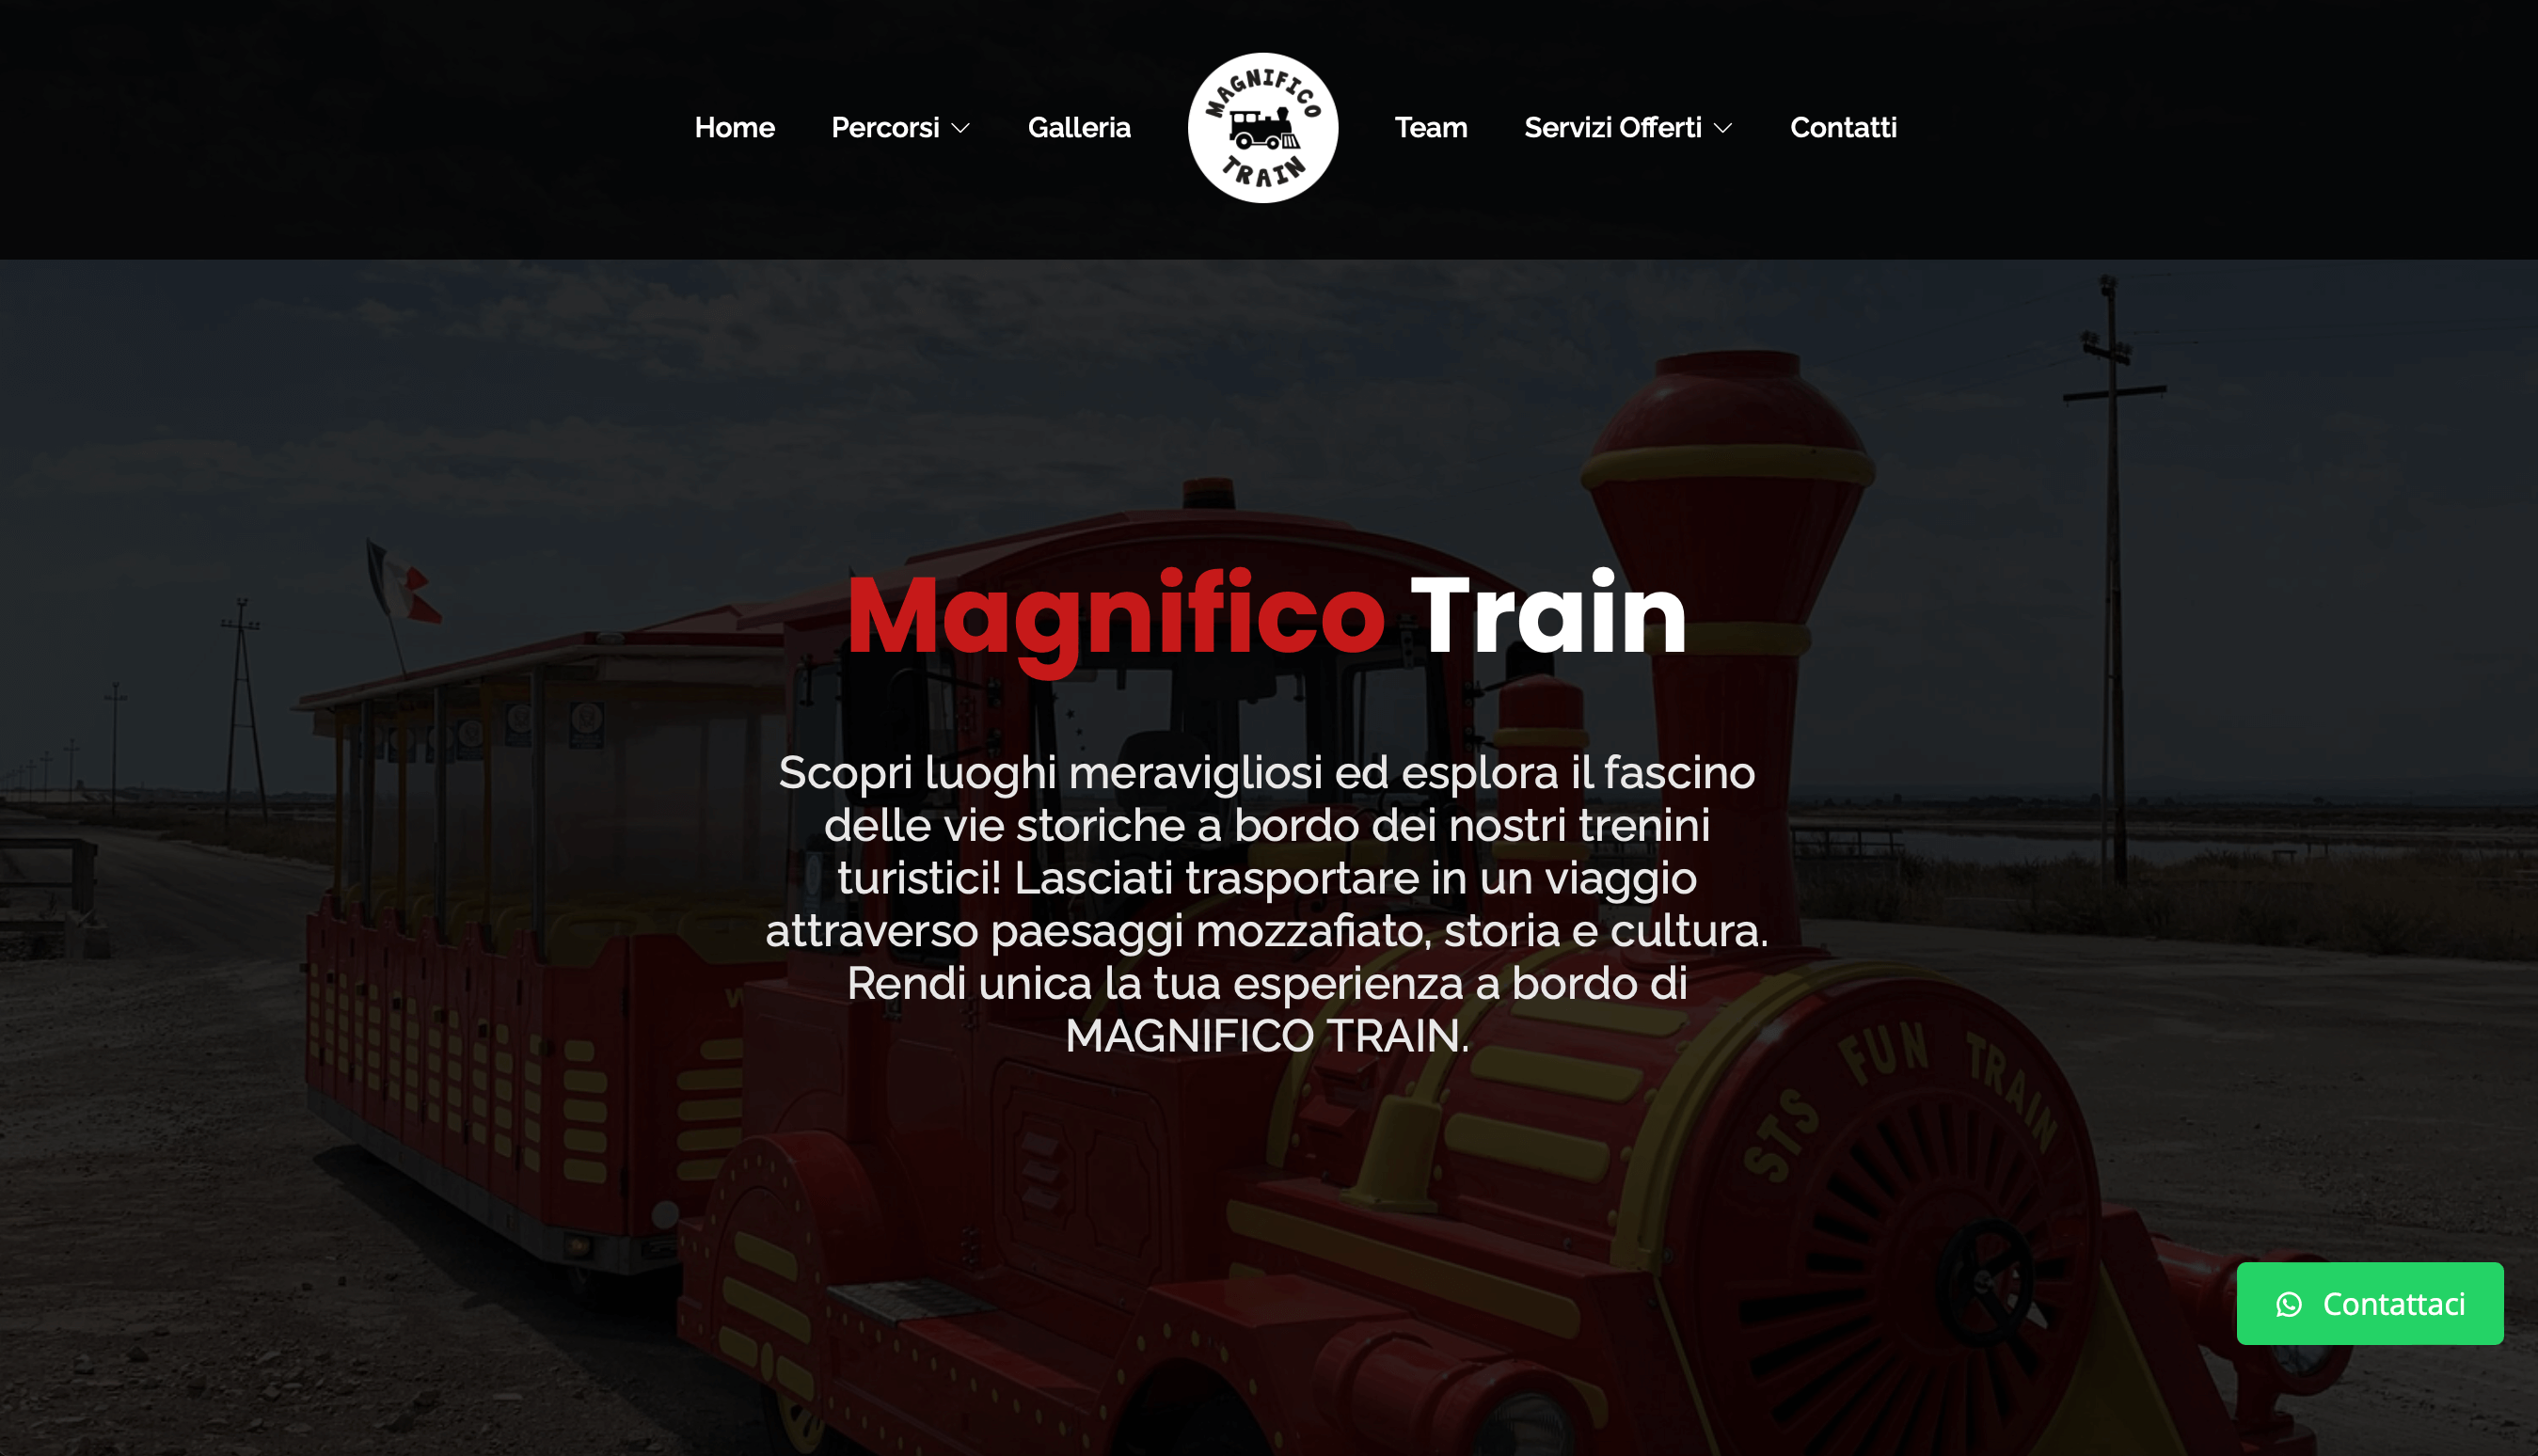 Home
Percorsi
Galleria
MAGNIFICO
TRAIN
Team
Servizi Offerti
Contatti
Magnifico Train
Scopri luoghi meravigliosi ed esplora il fascino
delle vie storiche a bordo dei nostri trenini
turistici! Lasciati trasportare in un viaggio
attraverso paesaggi mozzafiato, storia e cultura.
Rendi unica la tua esperienza a bordo di
MAGNIFICO TRAIN.
STS FUN TRAIN
Contattaci